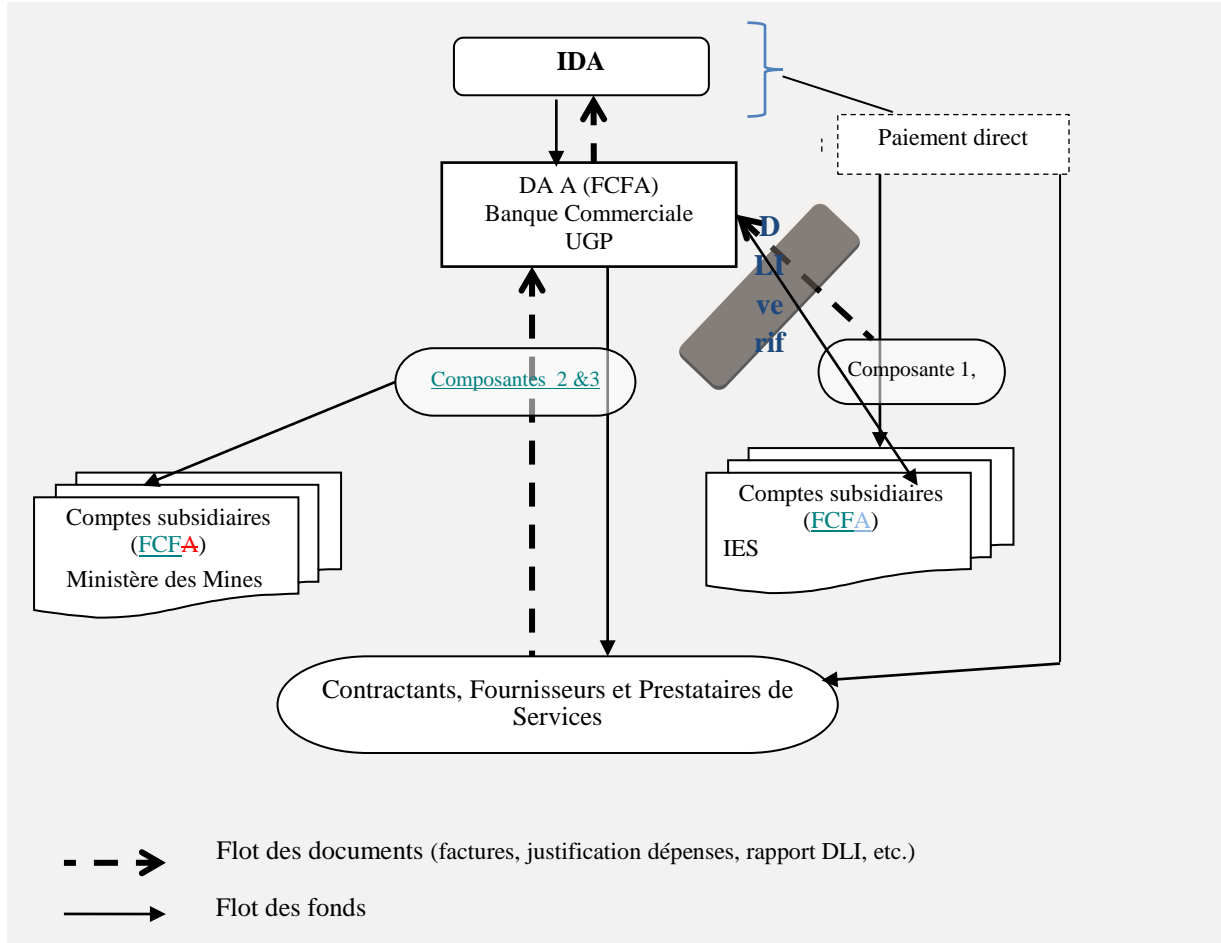 IDA
Paiement direct
DA A (FCFA)
Banque Commerciale
UGP
D
LI
ve
rif
Composantes 2 &3
Composante 1,
Comptes subsidiaires
(FCFA)
Ministère des Mines
Comptes subsidiaires
(FCFA)
IES
Contractants, Fournisseurs et Prestataires de
Services
Flot des documents (factures, justification dépenses, rapport DLI, etc.)
Flot des fonds